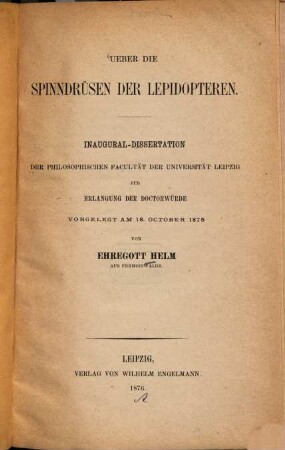 UEBER DIE
SPINNDRÜSEN DER LEPIDOPTEREN.
INAUGURAL-DISSERTATION
DER PHILOSOPHISCHEN FACULTÄT DER UNIVERSITÄT LEIPZIG
ZUR
ERLANGUNG DER DOCTORWÜRDE
VORGELEGT AM 18. OCTOBER 1875
VON
EHREGOTT HELM
AUS
LEIPZIG,
VERLAG VON WILHELM ENGELMANN.
1876.